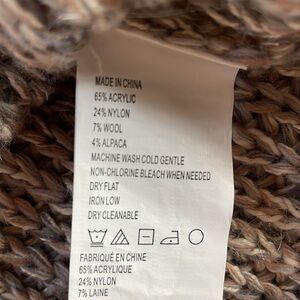 MADE IN CHINA
65% ACRYLIC
24% NYLON
7% WOOL
4% ALPACA
MACHINE WASH COLD GENTLE
NON-CHLORINE BLEACH WHEN NEEDED
DRY FLAT
IRON LOW
DRY CLEANABLE
FABRIQUÉ EN CHINE
65% ACRYLIQUE
24% NYLON
7% LAINE